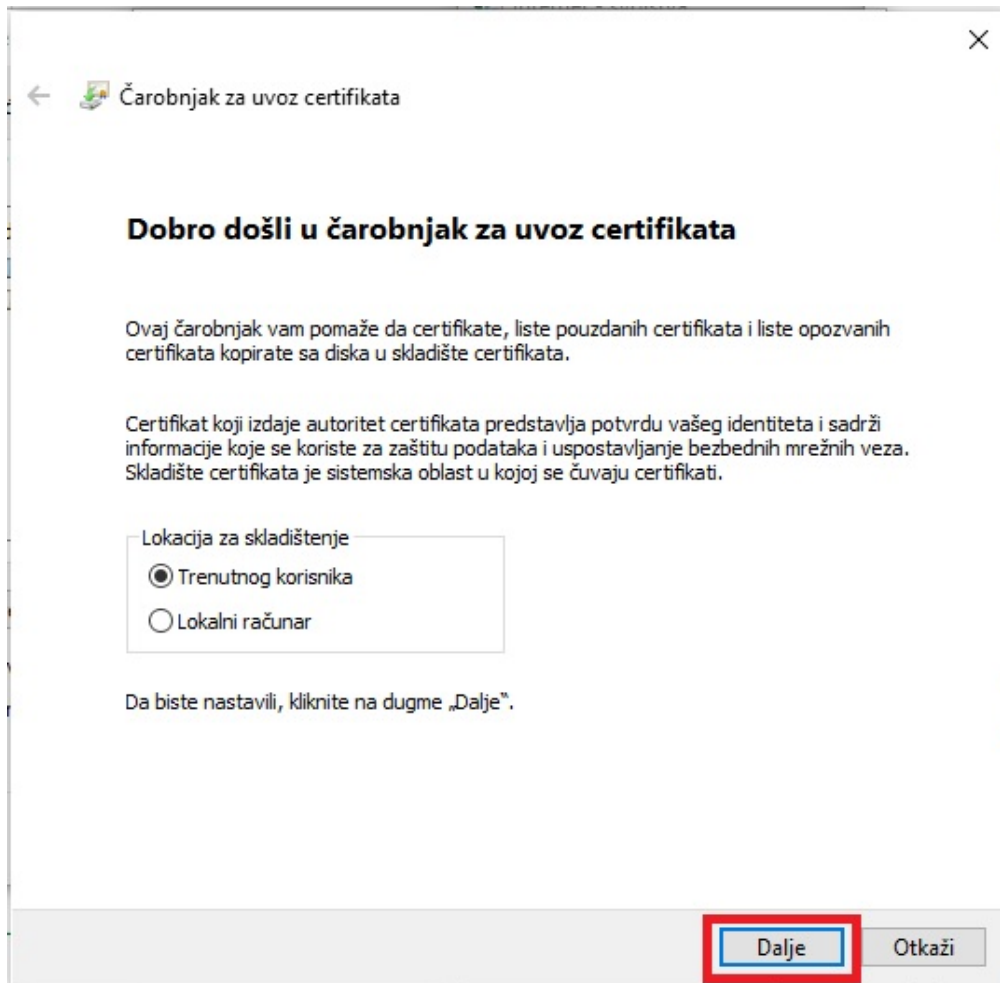 Čarobnjak za uvoz certifikata
Dobro došli u čarobnjak za uvoz certifikata
Ovaj čarobnjak vam pomaže da certifikate, liste pouzdanih certifikata i liste opozvanih
certifikata kopirate sa diska u skladište certifikata.
Certifikat koji izdaje autoritet certifikata predstavlja potvrdu vašeg identiteta i sadrži
informacije koje se koriste za zaštitu podataka i uspostavljanje bezbednih mrežnih veza.
Skladište certifikata je sistemska oblast u kojoj se čuvaju certifikati.
Lokacija za skladištenje
Trenutnog korisnika
Lokalni računar
Da biste nastavili, kliknite na dugme „Dalje“.
Dalje
Otkaži